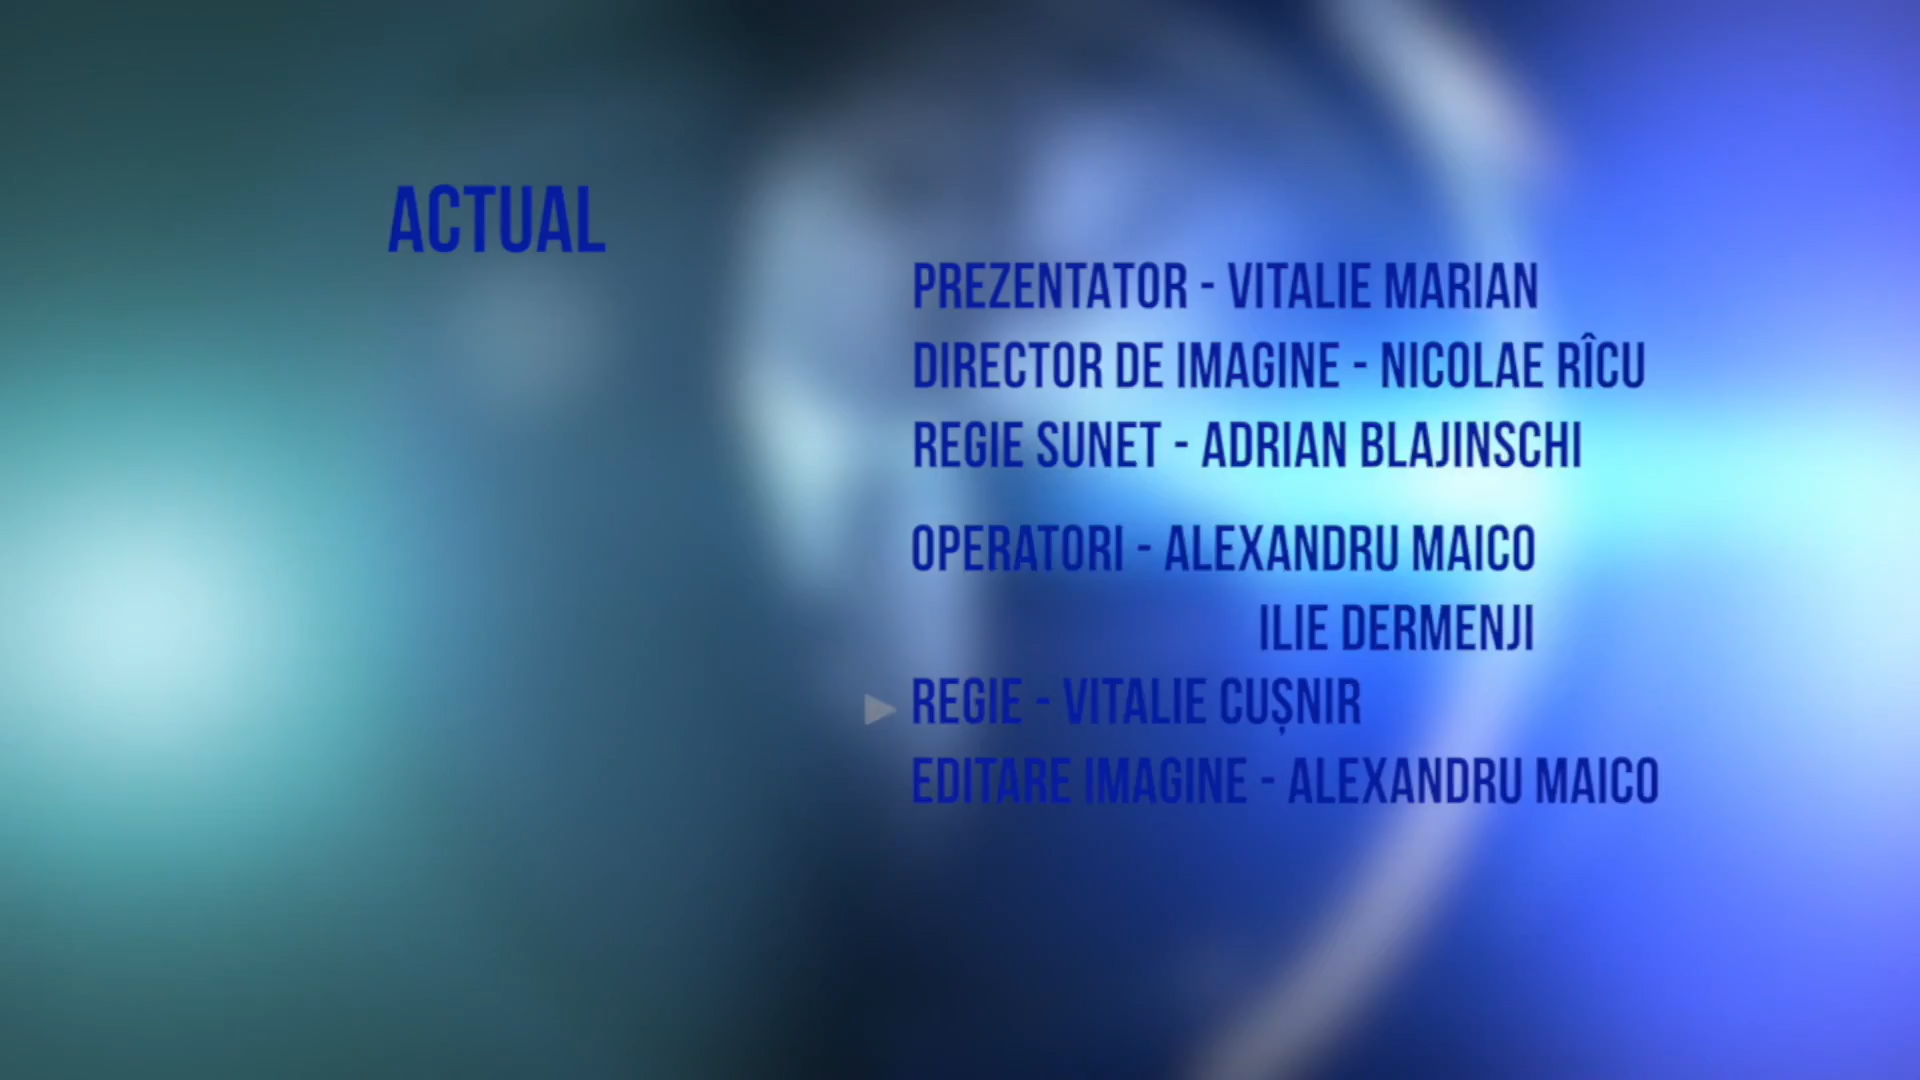 ACTUAL
PREZENTATOR - VITALIE MARIAN
DIRECTOR DE IMAGINE - NICOLAE RÎCU
REGIE SUNET - ADRIAN BLAJINSCHI
OPERATORI - ALEXANDRU MAICO
ILIE DERMENJI
REGIE - VITALIE CUȘNIR
EDITARE IMAGINE - ALEXANDRU MAICO